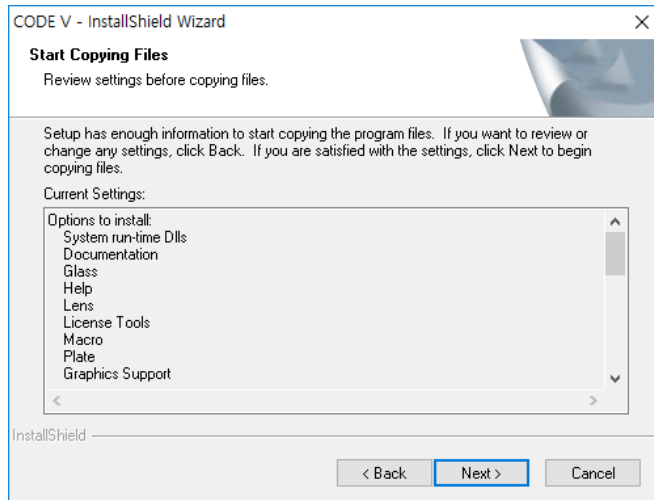 CODE V - InstallShield Wizard
Start Copying Files
Review settings before copying files.
Setup has enough information to start copying the program files. If you want to review or
change any settings, click Back. If you are satisfied with the settings, click Next to begin
copying files.
Current Settings:
Options to install:
System run-time Dlls
Documentation
Glass
Help
Lens
License Tools
Macro
Plate
Graphics Support
InstallShield
< Back
Next >
Cancel